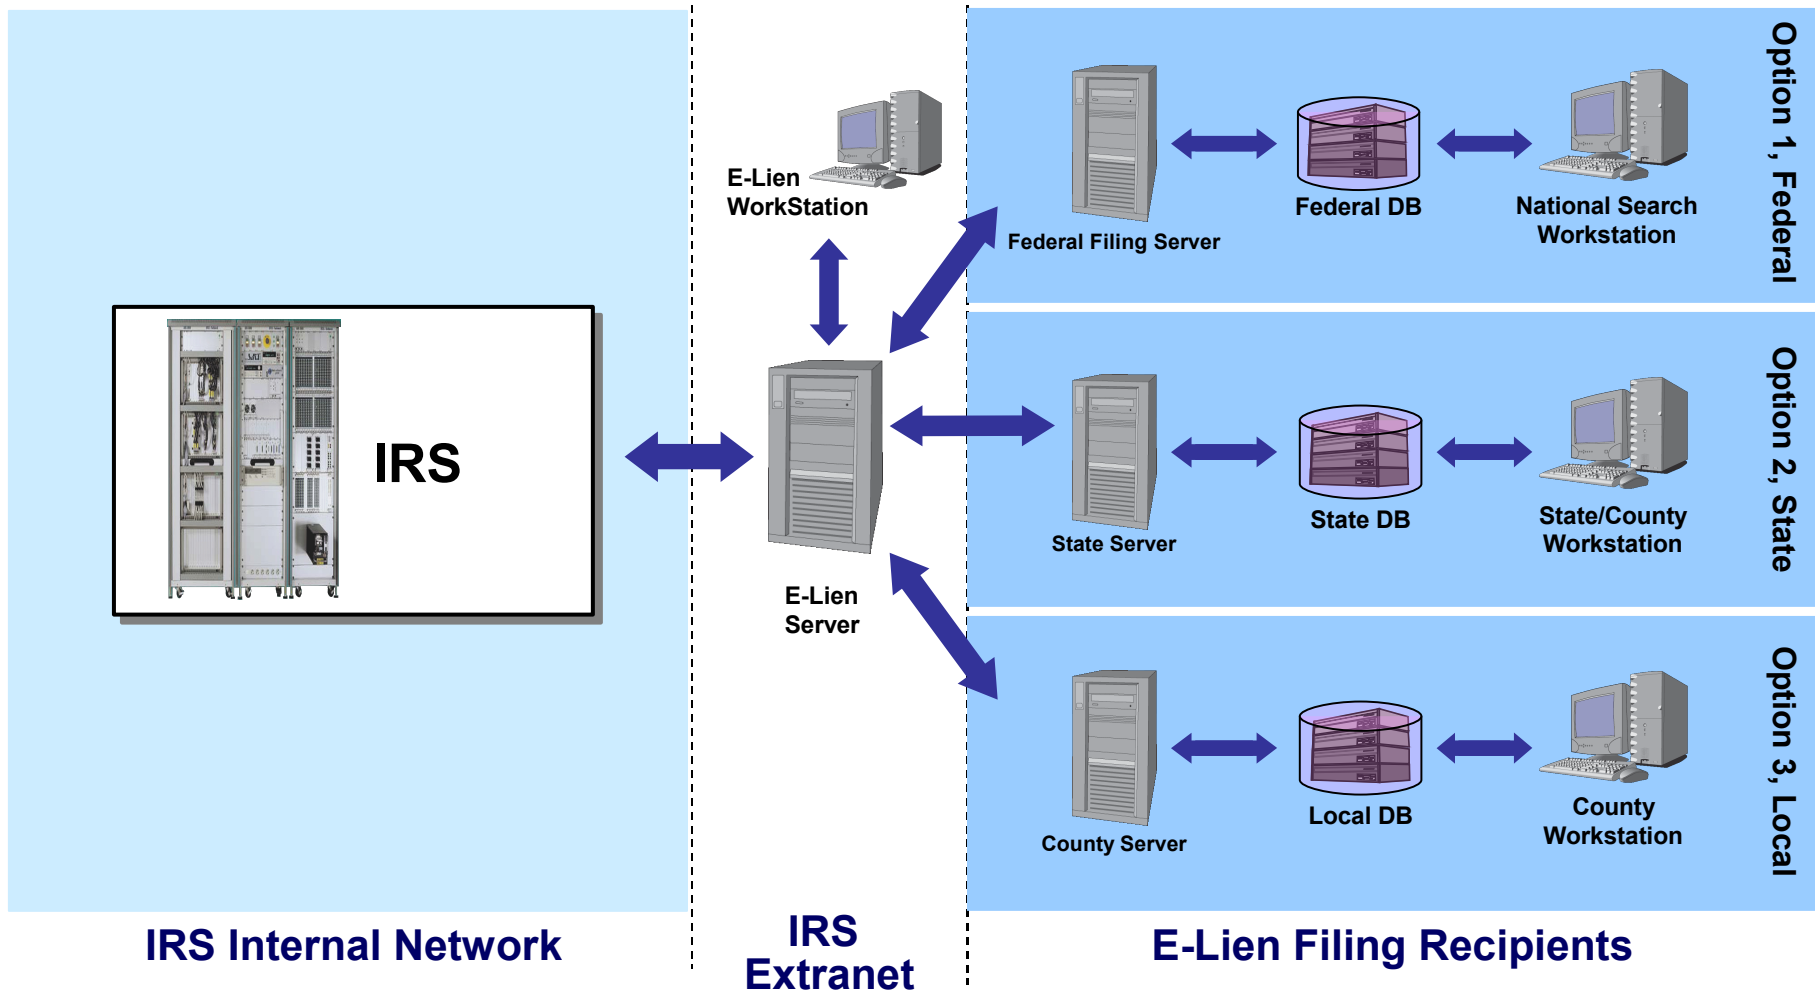 IRS
IRS Internal Network
E-Lien
WorkStation
E-Lien
Server
IRS
Extranet
Federal Filing Server
Federal DB
National Search
Workstation
Option 1, Federal
State Server
State DB
State/County
Workstation
Option 2, State
County Server
Local DB
County
Workstation
Option 3, Local
E-Lien Filing Recipients